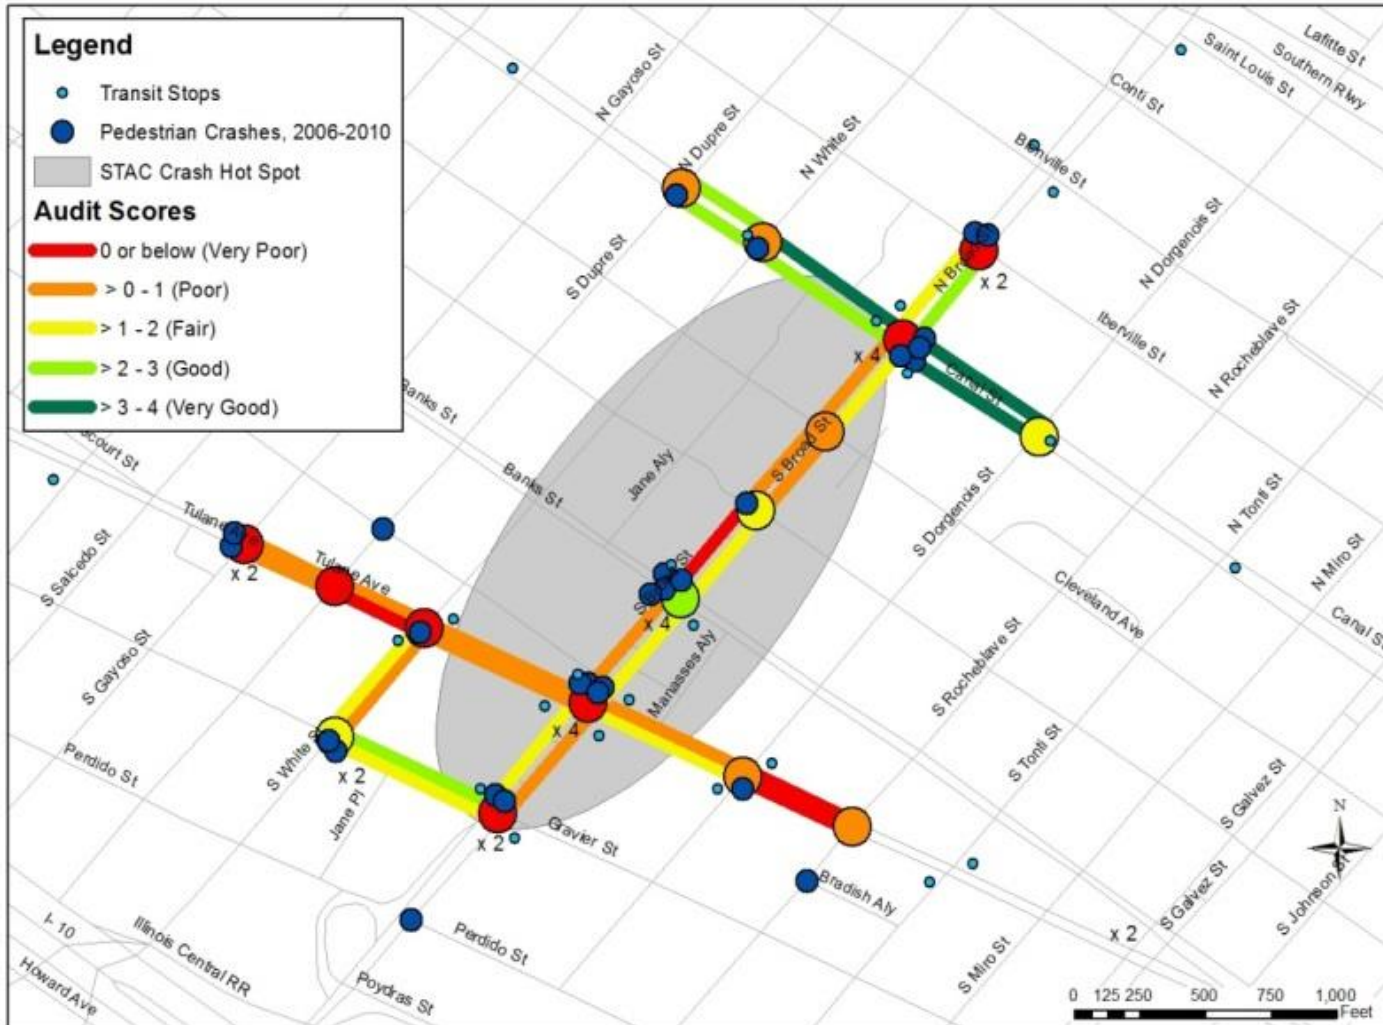 Legend
Transit Stops
Pedestrian Crashes, 2006-2010
STAC Crash Hot Spot
Audit Scores
0 or below (Very Poor)
> 0 - 1 (Poor)
> 1 - 2 (Fair)
> 2 - 3 (Good)
> 3 - 4 (Very Good)
Lafitte St
Southern Rlwy
Saint Louis St
Conti St
Bienville St
N Gayoso St
N Dupre St
N White St
S Dupre St
N Dorgenois St
N Rocheblave St
Iberville St
x 2
x 4
Canal St
Banks St
Banks St
Jane Aly
S Broad St
S Dorgenois St
N Tonti St
N Miro St
Canal St
Cleveland Ave
Tulane
Tulane Ave
x 2
S Salcedo St
S Gayoso St
x 4
Manasses Aly
x 4
S Rocheblave St
S Tonti St
S White
x 2
Jane Pl
Perdido St
x 2
Gravier St
Bradish Aly
S Galvez St
S Galvez St
S Johnson St
N
x 2
S Miro St
Perdido St
Poydras St
I- 10
Illinois Central RR
Howard Ave
0 125 250 500 750 1,000
Feet